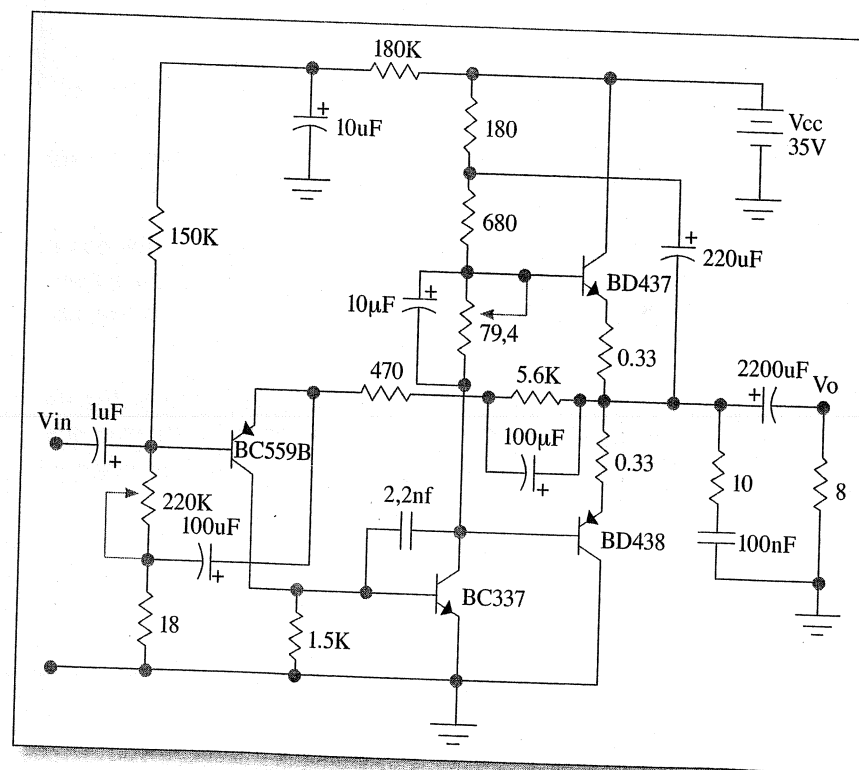 180K
10uF
180
Vcc
35V
150K
680
220uF
BD437
10µF
79,4
0.33
470
5.6K
2200uF
Vo
Vin
1uF
BC559B
100µF
0.33
220K
100uF
2,2nf
10
8
BD438
100nF
18
1.5K
BC337
+
+
+
+
+
+
+